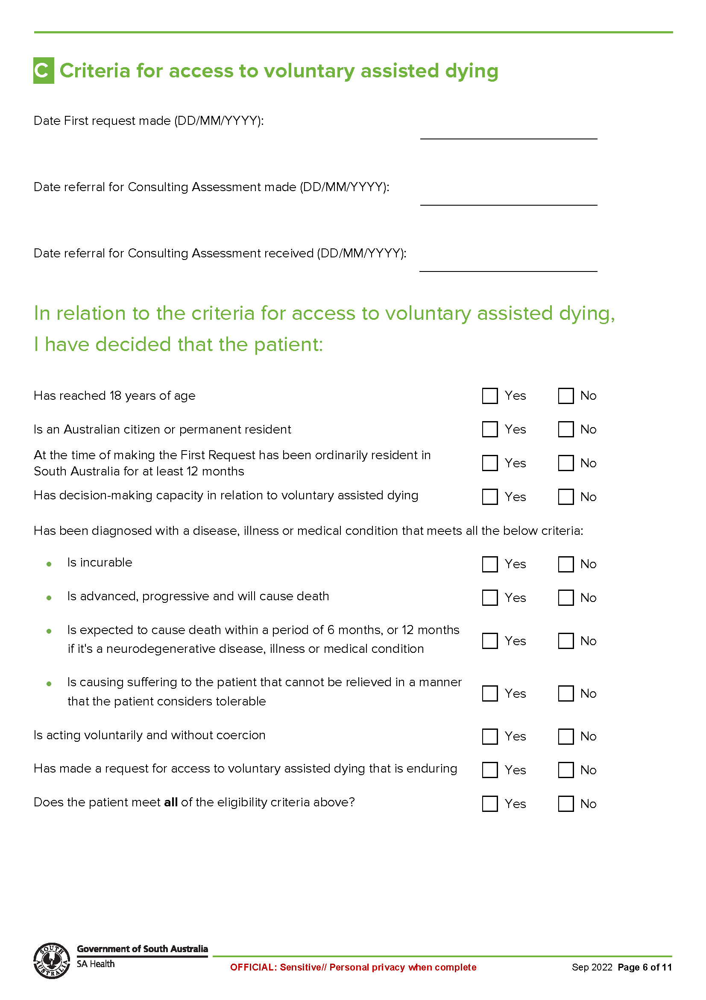 C Criteria for access to voluntary assisted dying
Date First request made (DD/MM/YYYY):
Date referral for Consulting Assessment made (DD/MM/YYYY):
Date referral for Consulting Assessment received (DD/MM/YYYY):
In relation to the criteria for access to voluntary assisted dying,
I have decided that the patient:
Has reached 18 years of age Yes No
Is an Australian citizen or permanent resident Yes No
At the time of making the First Request has been ordinarily resident in
South Australia for at least 12 months Yes No
Has decision-making capacity in relation to voluntary assisted dying Yes No
Has been diagnosed with a disease, illness or medical condition that meets all the below criteria:
• Is incurable Yes No
• Is advanced, progressive and will cause death Yes No
• Is expected to cause death within a period of 6 months, or 12 months
if it's a neurodegenerative disease, illness or medical condition Yes No
• Is causing suffering to the patient that cannot be relieved in a manner
that the patient considers tolerable Yes No
Is acting voluntarily and without coercion Yes No
Has made a request for access to voluntary assisted dying that is enduring Yes No
Does the patient meet all of the eligibility criteria above? Yes No
SOUTH AUSTRALIA
Government of South Australia
SA Health
OFFICIAL: Sensitive// Personal privacy when complete
Sep 2022 Page 6 of 11